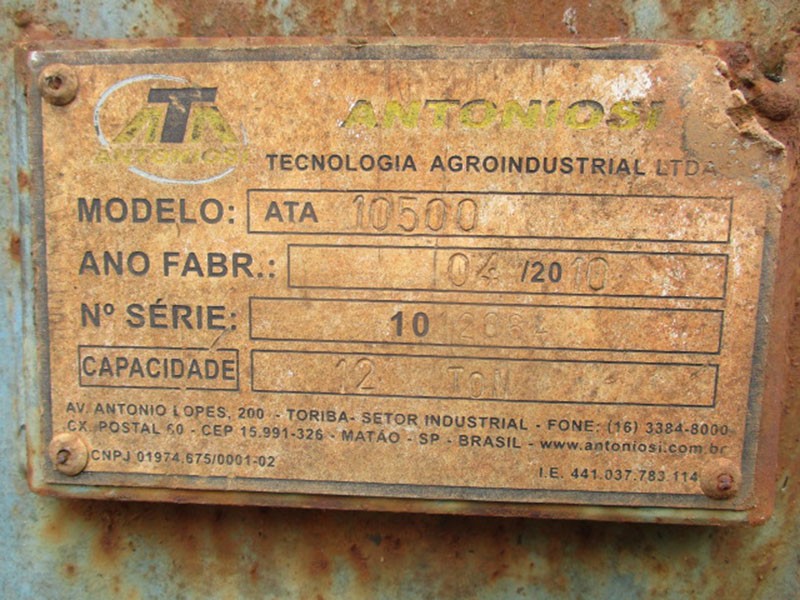 ATA
ANTONIOSI
ANTONIOSI
TECNOLOGIA AGROINDUSTRIAL LTDA
MODELO: ATA 10500
ANO FABR.: 04 /2010
Nº SÉRIE: 10
CAPACIDADE 12 Ton
AV. ANTONIO LOPES, 200 - TORIBA- SETOR INDUSTRIAL - FONE: (16) 3384-8000
CX. POSTAL 60 - CEP 15.991-326 - MATÃO - SP - BRASIL - www.antoniosi.com.br
CNPJ 01974.675/0001-02
I.E. 441.037.783.114